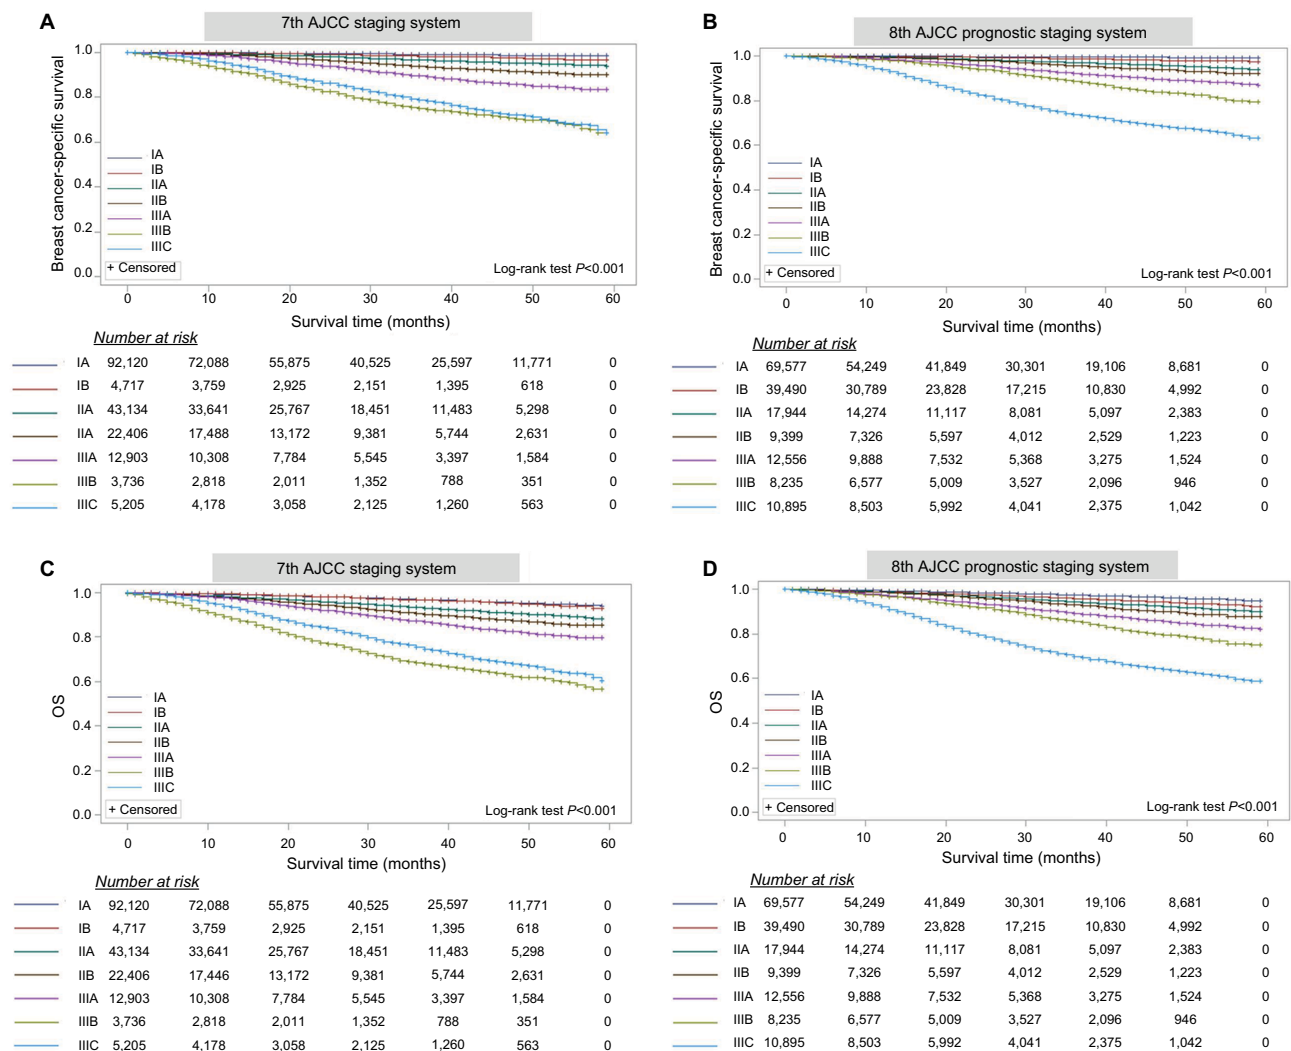 A
7th AJCC staging system
Breast cancer-specific survival
1.0
0.8
0.6
0.4
0.2
0.0
IA
IB
IIA
IIB
IIIA
IIIB
IIIC
+ Censored
Log-rank test P<0.001
0 10 20 30 40 50 60
Survival time (months)
Number at risk
IA 92,120 72,088 55,875 40,525 25,597 11,771 0
IB 4,717 3,759 2,925 2,151 1,395 618 0
IIA 43,134 33,641 25,767 18,451 11,483 5,298 0
IIA 22,406 17,488 13,172 9,381 5,744 2,631 0
IIIA 12,903 10,308 7,784 5,545 3,397 1,584 0
IIIB 3,736 2,818 2,011 1,352 788 351 0
IIIC 5,205 4,178 3,058 2,125 1,260 563 0
B
8th AJCC prognostic staging system
Breast cancer-specific survival
1.0
0.8
0.6
0.4
0.2
0.0
IA
IB
IIA
IIB
IIIA
IIIB
IIIC
+ Censored
Log-rank test P<0.001
0 10 20 30 40 50 60
Survival time (months)
Number at risk
IA 69,577 54,249 41,849 30,301 19,106 8,681 0
IB 39,490 30,789 23,828 17,215 10,830 4,992 0
IIA 17,944 14,274 11,117 8,081 5,097 2,383 0
IIB 9,399 7,326 5,597 4,012 2,529 1,223 0
IIIA 12,556 9,888 7,532 5,368 3,275 1,524 0
IIIB 8,235 6,577 5,009 3,527 2,096 946 0
IIIC 10,895 8,503 5,992 4,041 2,375 1,042 0
C
7th AJCC staging system
OS
1.0
0.8
0.6
0.4
0.2
0.0
IA
IB
IIA
IIB
IIIA
IIIB
IIIC
+ Censored
Log-rank test P<0.001
0 10 20 30 40 50 60
Survival time (months)
Number at risk
IA 92,120 72,088 55,875 40,525 25,597 11,771 0
IB 4,717 3,759 2,925 2,151 1,395 618 0
IIA 43,134 33,641 25,767 18,451 11,483 5,298 0
IIB 22,406 17,446 13,172 9,381 5,744 2,631 0
IIIA 12,903 10,308 7,784 5,545 3,397 1,584 0
IIIB 3,736 2,818 2,011 1,352 788 351 0
IIIC 5,205 4,178 3,058 2,125 1,260 563 0
D
8th AJCC prognostic staging system
OS
1.0
0.8
0.6
0.4
0.2
0.0
IA
IB
IIA
IIB
IIIA
IIIB
IIIC
+ Censored
Log-rank test P<0.001
0 10 20 30 40 50 60
Survival time (months)
Number at risk
IA 69,577 54,249 41,849 30,301 19,106 8,681 0
IB 39,490 30,789 23,828 17,215 10,830 4,992 0
IIA 17,944 14,274 11,117 8,081 5,097 2,383 0
IIB 9,399 7,326 5,597 4,012 2,529 1,223 0
IIIA 12,556 9,888 7,532 5,368 3,275 1,524 0
IIIB 8,235 6,577 5,009 3,527 2,096 946 0
IIIC 10,895 8,503 5,992 4,041 2,375 1,042 0